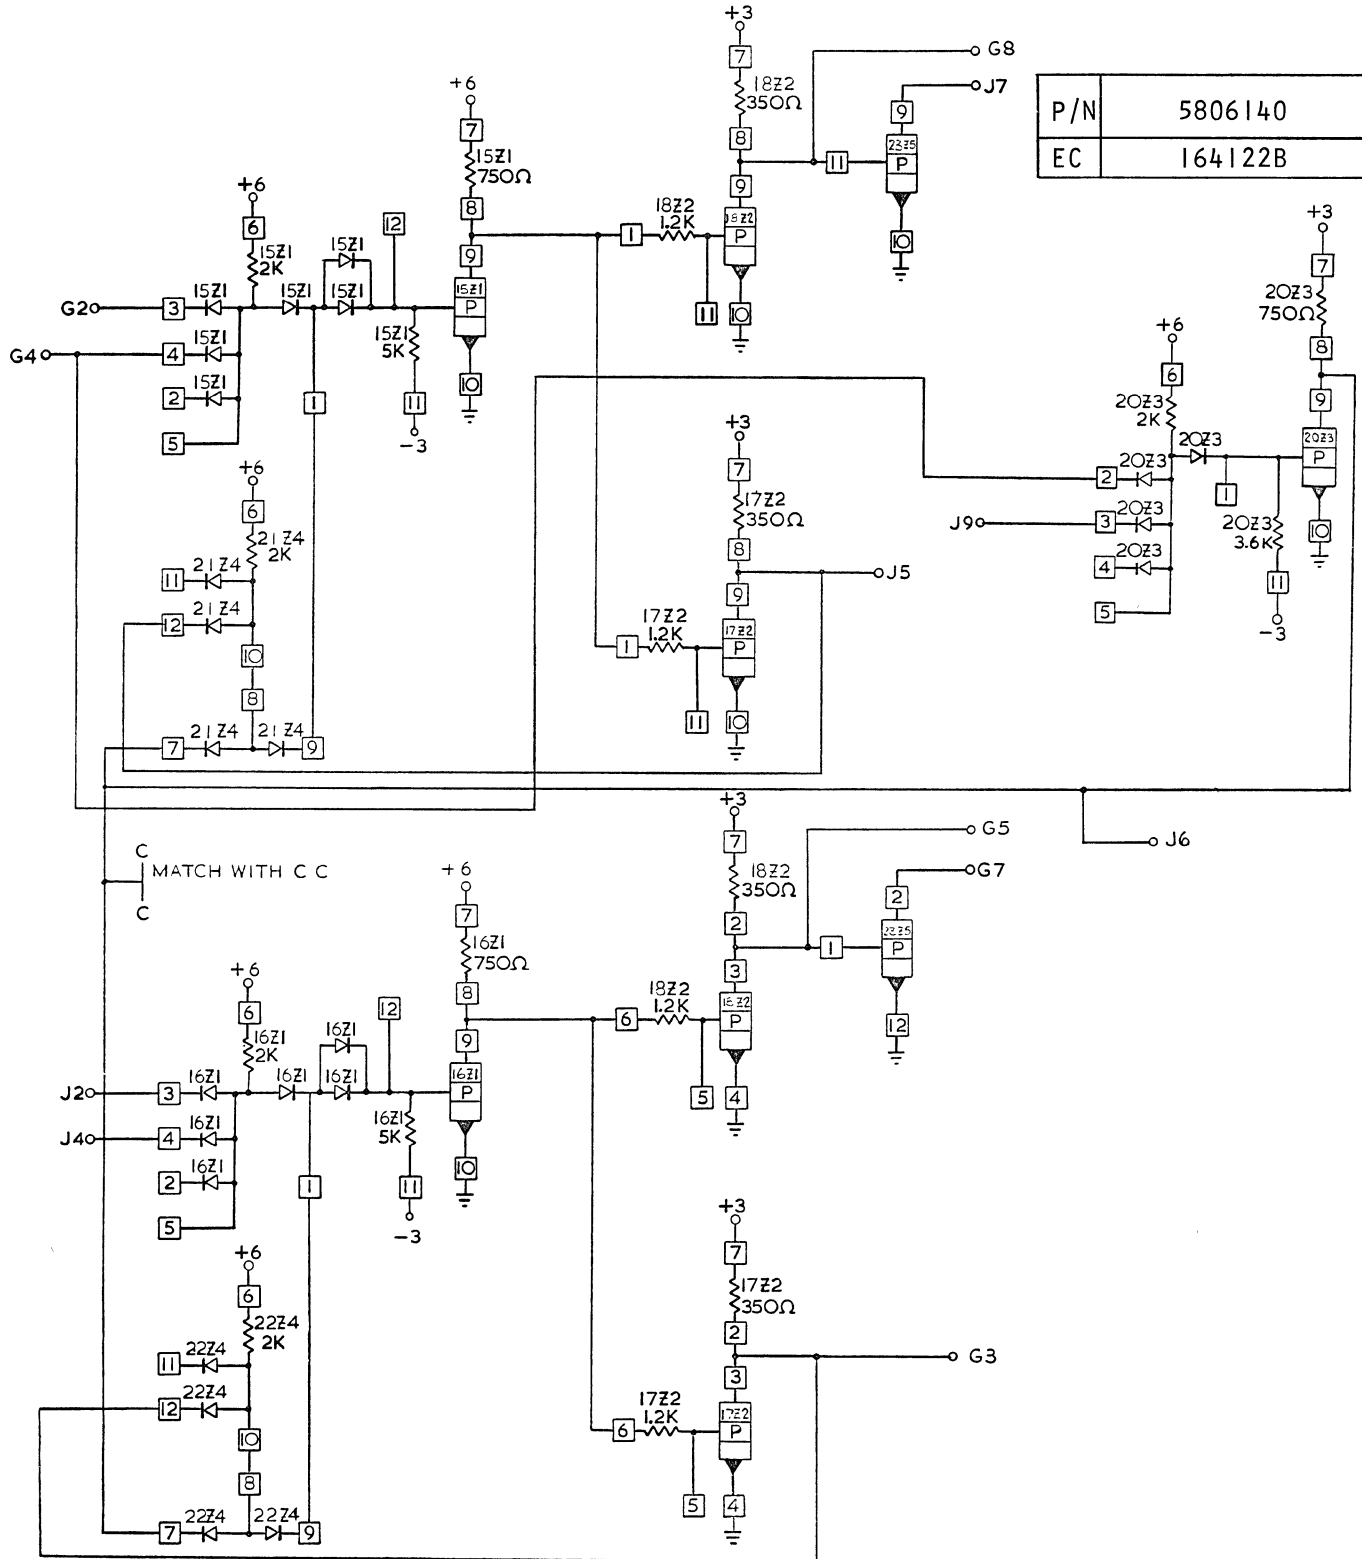 +3
7
G8
18Z2
350Ω
J7
+6
9
P/N 5806140
7
8
23Z5
P
11
EC 164122B
15Z1
750Ω
+6
8
9
18Z2
1.2K
18Z2
P
+3
6
12
1
10
15Z1
2K
15Z1
9
7
G2
3
15Z1
15Z1
15Z1
15Z1
P
11
10
20Z3
750Ω
G4
4
15Z1
15Z1
5K
+6
8
2
15Z1
1
11
10
6
9
5
-3
+3
20Z3
2K
20Z3
20Z3
P
+6
7
2
20Z3
6
17Z2
350Ω
J9
3
20Z3
1
20Z3
3.6K
10
21Z4
2K
8
4
20Z3
11
21Z4
J5
11
12
21Z4
9
5
-3
10
17Z2
1.2K
17Z2
P
8
1
7
21Z4
21Z4
9
11
10
+3
C
MATCH WITH C C
C
7
G5
J6
+6
18Z2
350Ω
G7
7
2
2
16Z1
750Ω
23Z5
P
1
+6
8
3
6
12
18Z2
1.2K
18Z2
P
6
12
16Z1
2K
16Z1
9
J2
3
16Z1
16Z1
16Z1
16Z1
P
5
4
J4
4
16Z1
16Z1
5K
2
16Z1
1
11
10
5
-3
+3
+6
7
6
17Z2
350Ω
22Z4
2K
2
11
22Z4
G3
12
22Z4
3
10
17Z2
1.2K
17Z2
P
6
8
7
22Z4
22Z4
9
5
4